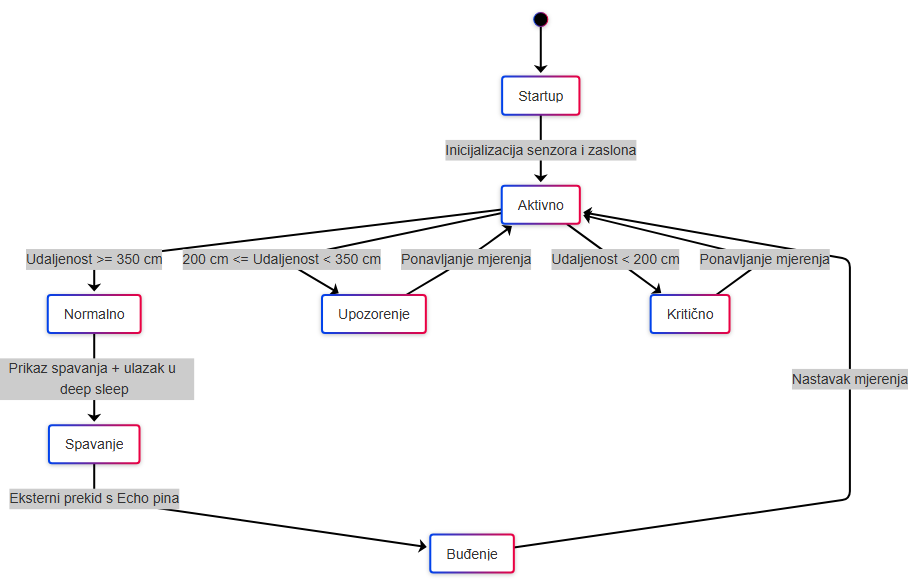 Startup
Inicijalizacija senzora i zaslona
Aktivno
Udaljenost >= 350 cm
200 cm <= Udaljenost < 350 cm
Ponavljanje mjerenja
Udaljenost < 200 cm
Ponavljanje mjerenja
Normalno
Upozorenje
Kritično
Prikaz spavanja + ulazak u
deep sleep
Nastavak mjerenja
Spavanje
Eksterni prekid s Echo pina
Buđenje